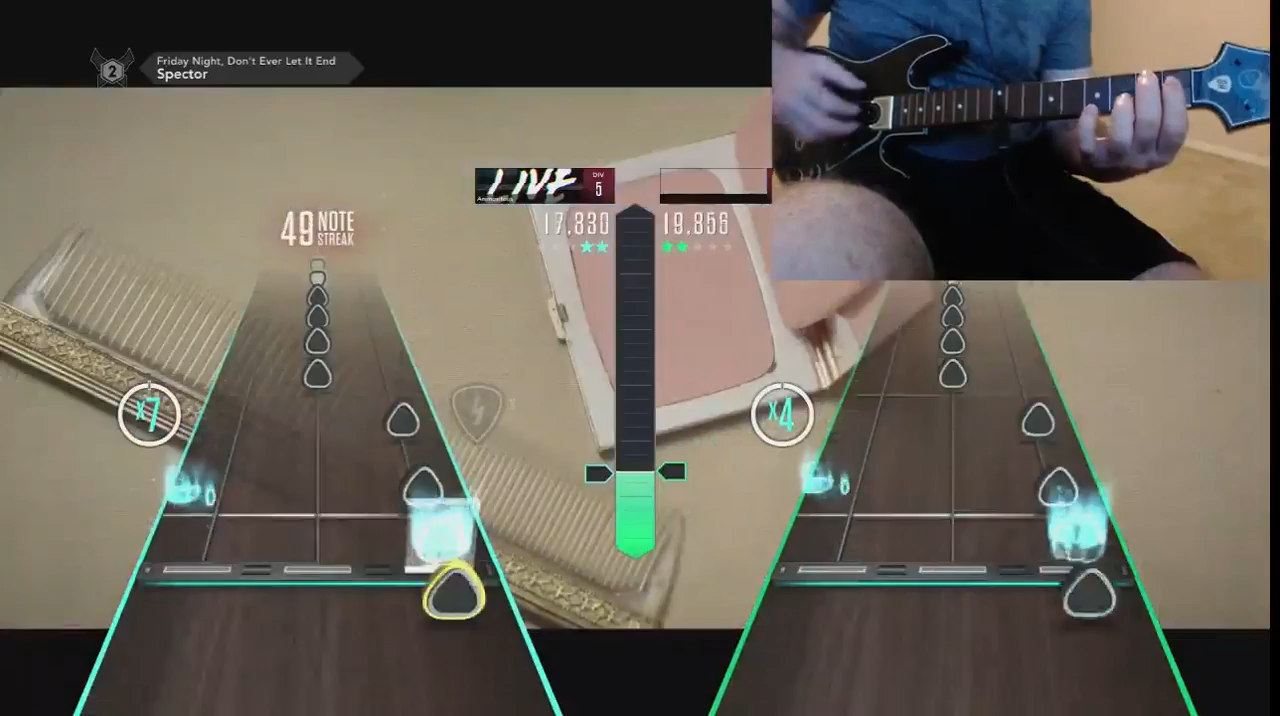 Friday Night, Don't Ever Let It End
2
Spector
LIVE
DIV
5
17,830
19,856
49 NOTE
STREAK
x7
x4